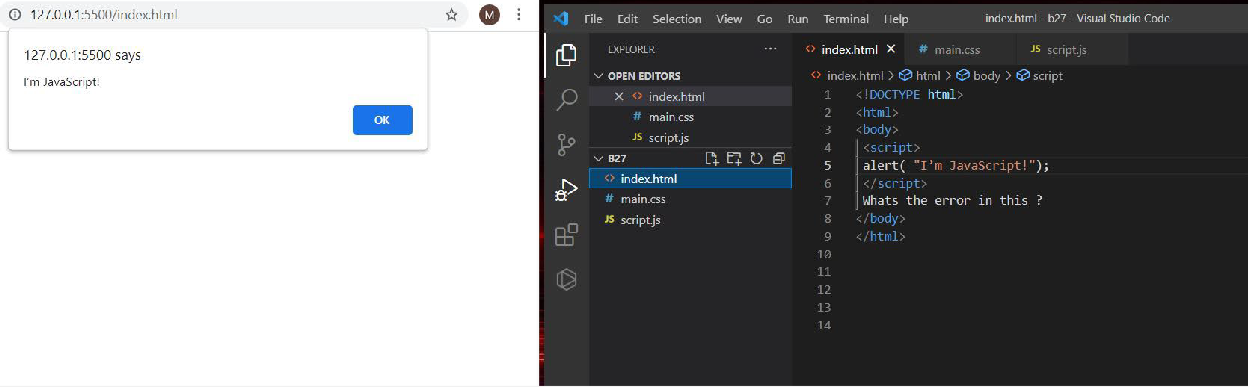 127.0.0.1:5500/index.html
M
127.0.0.1:5500 says
I'm JavaScript!
OK
File Edit Selection View Go Run Terminal Help
index.html - b27 - Visual Studio Code
EXPLORER
OPEN EDITORS
index.html
# main.css
JS script.js
B27
index.html
# main.css
JS script.js
index.html # main.css JS script.js
index.html > html > body > script
1 <!DOCTYPE html>
2 <html>
3 <body>
4 <script>
5 alert( "I’m JavaScript!");
6 </script>
7 Whats the error in this ?
8 </body>
9 </html>
10
11
12
13
14